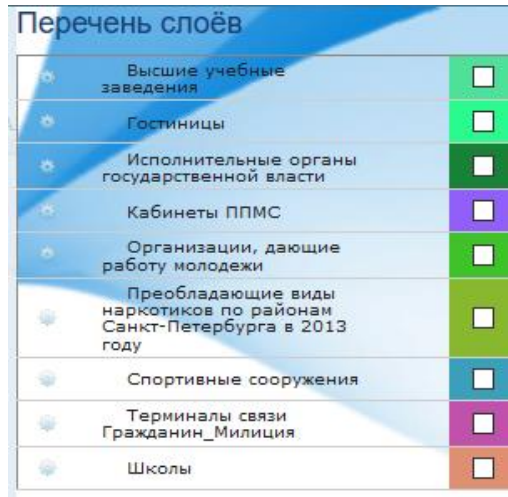 Перечень слоёв
Высшие учебные
заведения
Гостиницы
Исполнительные органы
государственной власти
Кабинеты ППМС
Организации, дающие
работу молодежи
Преобладающие виды
наркотиков по районам
Санкт-Петербурга в 2013
году
Спортивные сооружения
Терминалы связи
Гражданин_Милиция
Школы